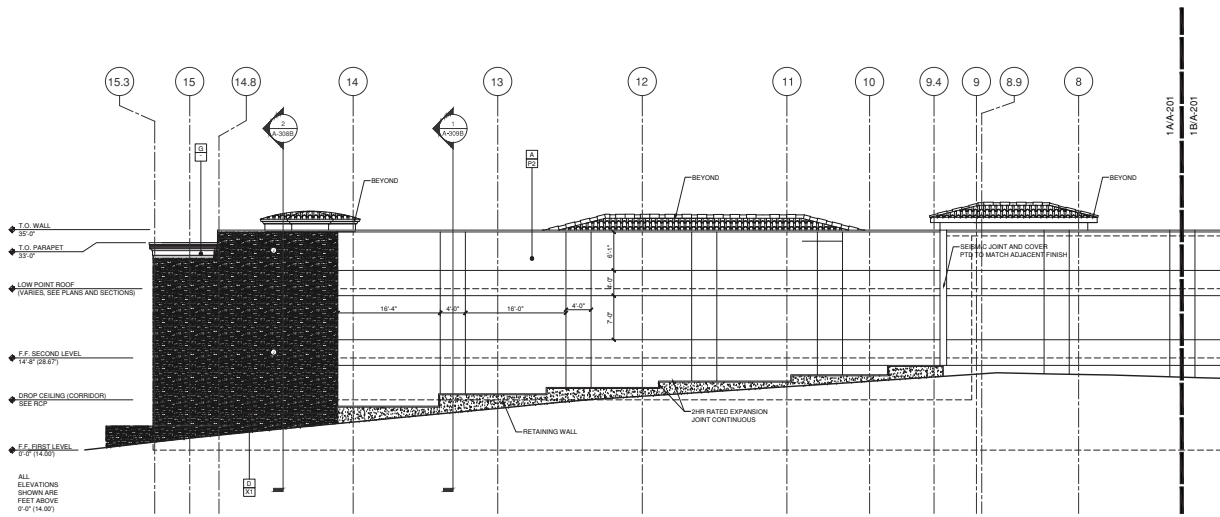 15.3
15
14.8
14
13
12
11
10
9.4
9
8.9
8
1A/A-201
1B/A-201
2
A-308B
1
A-309B
G
-
A
P2
BEYOND
BEYOND
BEYOND
T.O. WALL
35'-0"
T.O. PARAPET
33'-0"
LOW POINT ROOF
(VARIES, SEE PLANS AND SECTIONS)
F.F. SECOND LEVEL
14'-8" (28.67')
DROP CEILING (CORRIDOR)
SEE RCP
F.F. FIRST LEVEL
0'-0" (14.00')
6'-1"
4'-0"
7'-0"
16'-4"
4'-0"
16'-0"
4'-0"
SEISMIC JOINT AND COVER
PTD TO MATCH ADJACENT FINISH
2HR RATED EXPANSION
JOINT CONTINUOUS
RETAINING WALL
D
X1
ALL
ELEVATIONS
SHOWN ARE
FEET ABOVE
0'-0" (14.00')